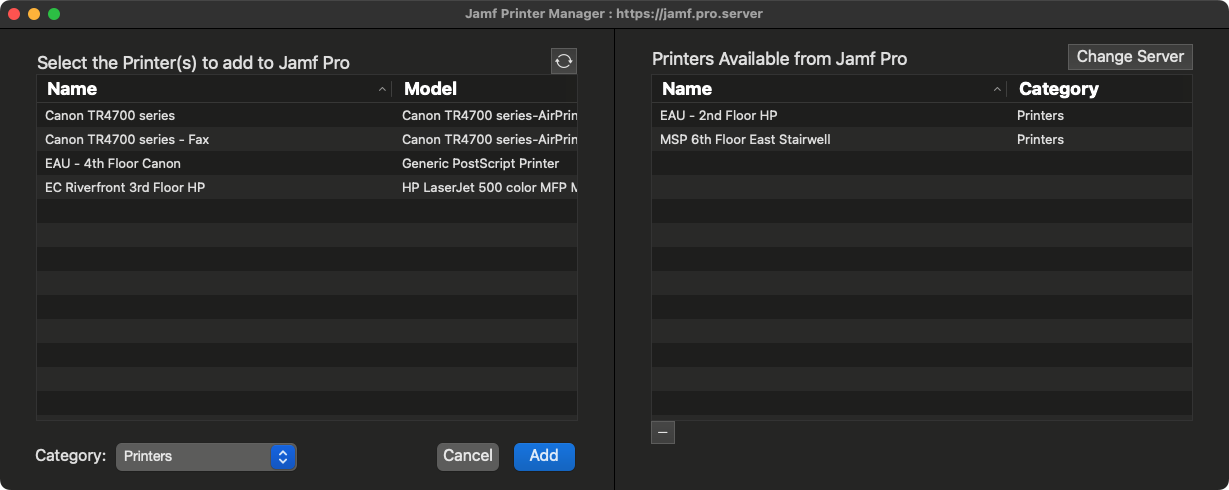 Jamf Printer Manager : https://jamf.pro.server
Select the Printer(s) to add to Jamf Pro
Name Model
Canon TR4700 series Canon TR4700 series-AirPrin
Canon TR4700 series - Fax Canon TR4700 series-AirPrin
EAU - 4th Floor Canon Generic PostScript Printer
EC Riverfront 3rd Floor HP HP LaserJet 500 color MFP M
Category: Printers Cancel Add
Printers Available from Jamf Pro Change Server
Name Category
EAU - 2nd Floor HP Printers
MSP 6th Floor East Stairwell Printers